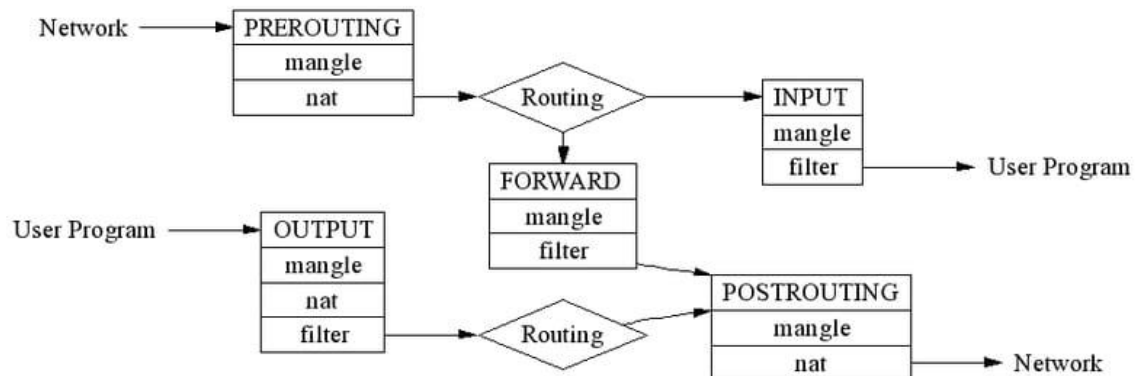 Network
PREROUTING
mangle
nat
Routing
INPUT
mangle
filter
User Program
FORWARD
mangle
filter
User Program
OUTPUT
mangle
nat
filter
Routing
POSTROUTING
mangle
nat
Network